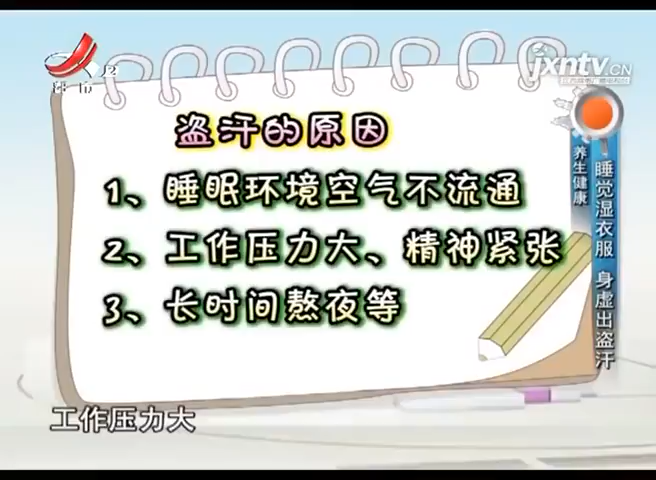 jxntv.CN
盗汗的原因
1、睡眠环境空气不流通
2、工作压力大、精神紧张
3、长时间熬夜等
养生健康
睡觉湿衣服 身虚出盗汗
工作压力大